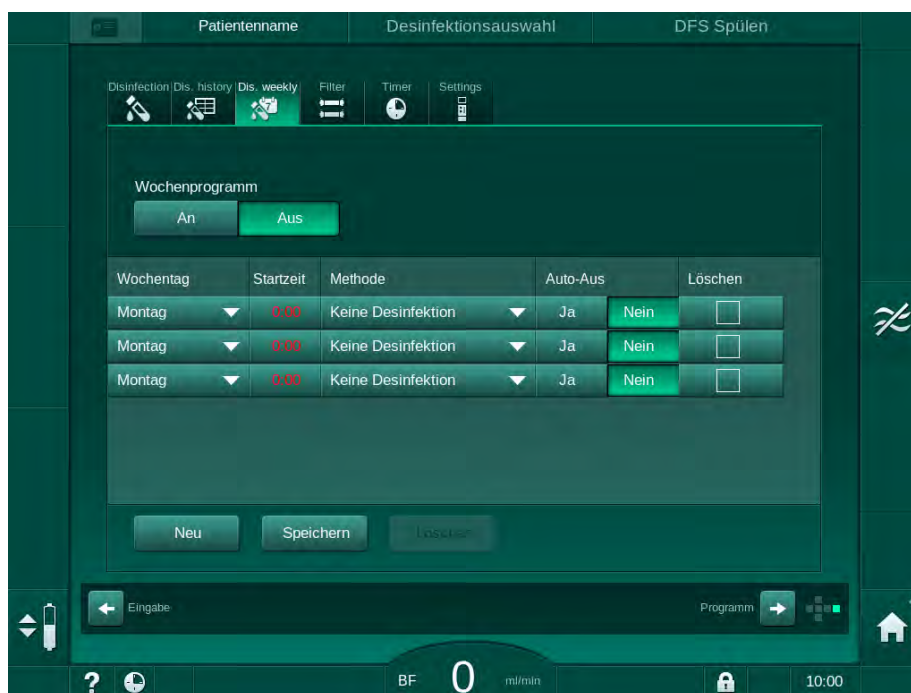 Patientenname Desinfektionsauswahl DFS Spülen
Disinfection Dis. history Dis. weekly Filter Timer Settings
7
Wochenprogramm
An Aus
Wochentag Startzeit Methode Auto-Aus Löschen
Montag 0:00 Keine Desinfektion Ja Nein
Montag 0:00 Keine Desinfektion Ja Nein
Montag 0:00 Keine Desinfektion Ja Nein
Neu Speichern Löschen
Eingabe Programm
? BF 0 ml/min 10:00